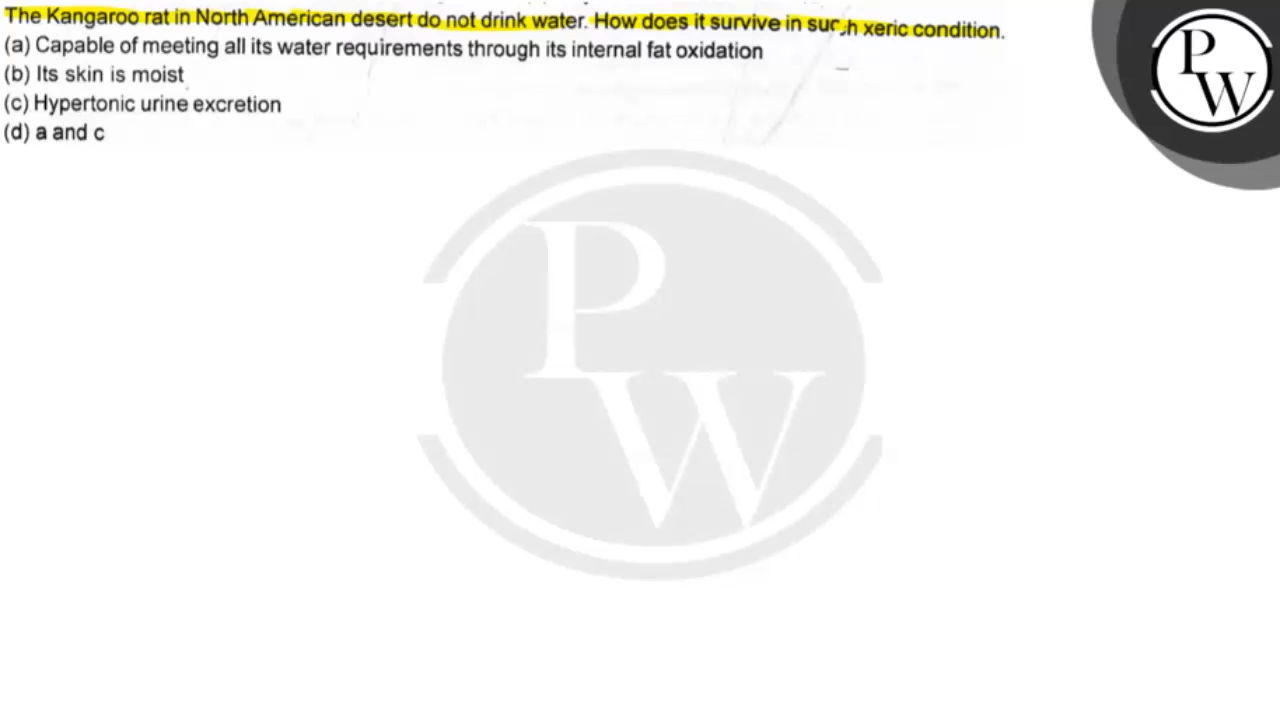 The Kangaroo rat in North American desert do not drink water. How does it survive in such xeric condition.
(a) Capable of meeting all its water requirements through its internal fat oxidation
(b) Its skin is moist
(c) Hypertonic urine excretion
(d) a and c
PW
PW